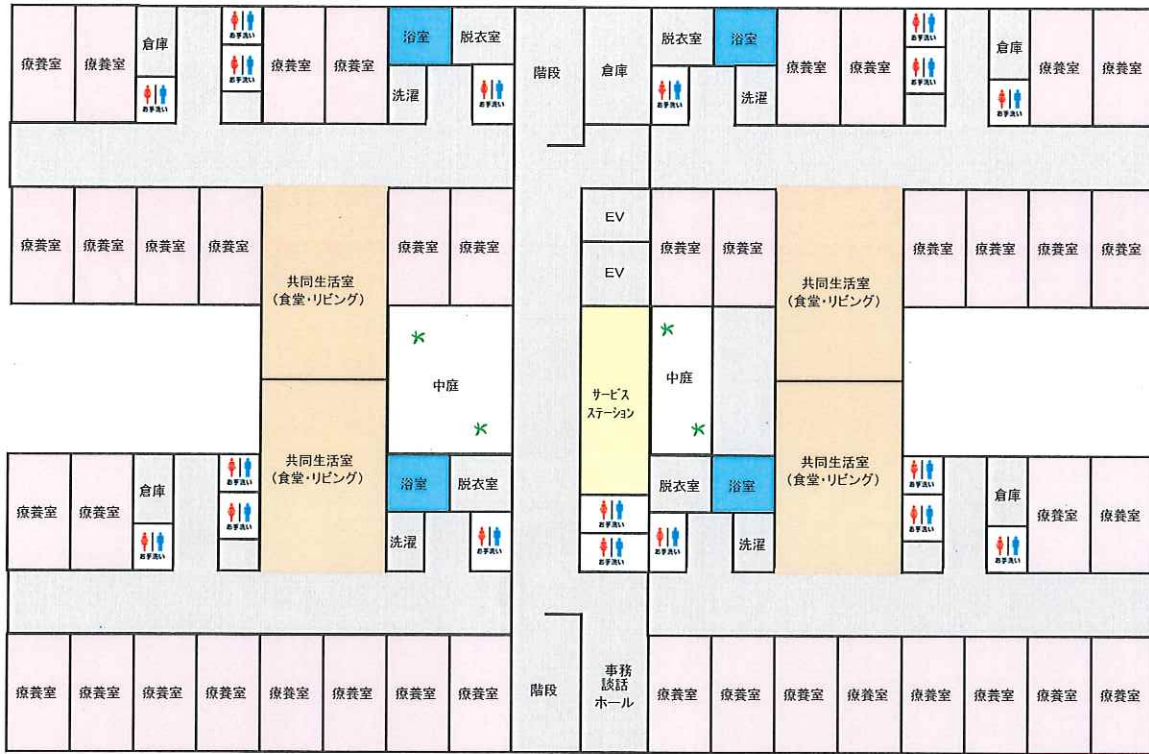 浴室
脱衣室
脱衣室
浴室
お手洗い
お手洗い
倉庫
倉庫
療養室
療養室
お手洗い
療養室
療養室
階段
倉庫
療養室
療養室
お手洗い
倉庫
療養室
療養室
お手洗い
洗濯
お手洗い
お手洗い
洗濯
お手洗い
EV
療養室
療養室
療養室
療養室
療養室
療養室
療養室
療養室
療養室
療養室
療養室
療養室
EV
共同生活室
(食堂・リビング)
共同生活室
(食堂・リビング)
中庭
サービス
ステーション
中庭
共同生活室
(食堂・リビング)
共同生活室
(食堂・リビング)
お手洗い
お手洗い
倉庫
浴室
脱衣室
脱衣室
浴室
倉庫
療養室
療養室
お手洗い
お手洗い
お手洗い
療養室
療養室
お手洗い
洗濯
お手洗い
お手洗い
お手洗い
洗濯
お手洗い
療養室
療養室
療養室
療養室
療養室
療養室
療養室
療養室
階段
事務
談話
ホール
療養室
療養室
療養室
療養室
療養室
療養室
療養室
療養室